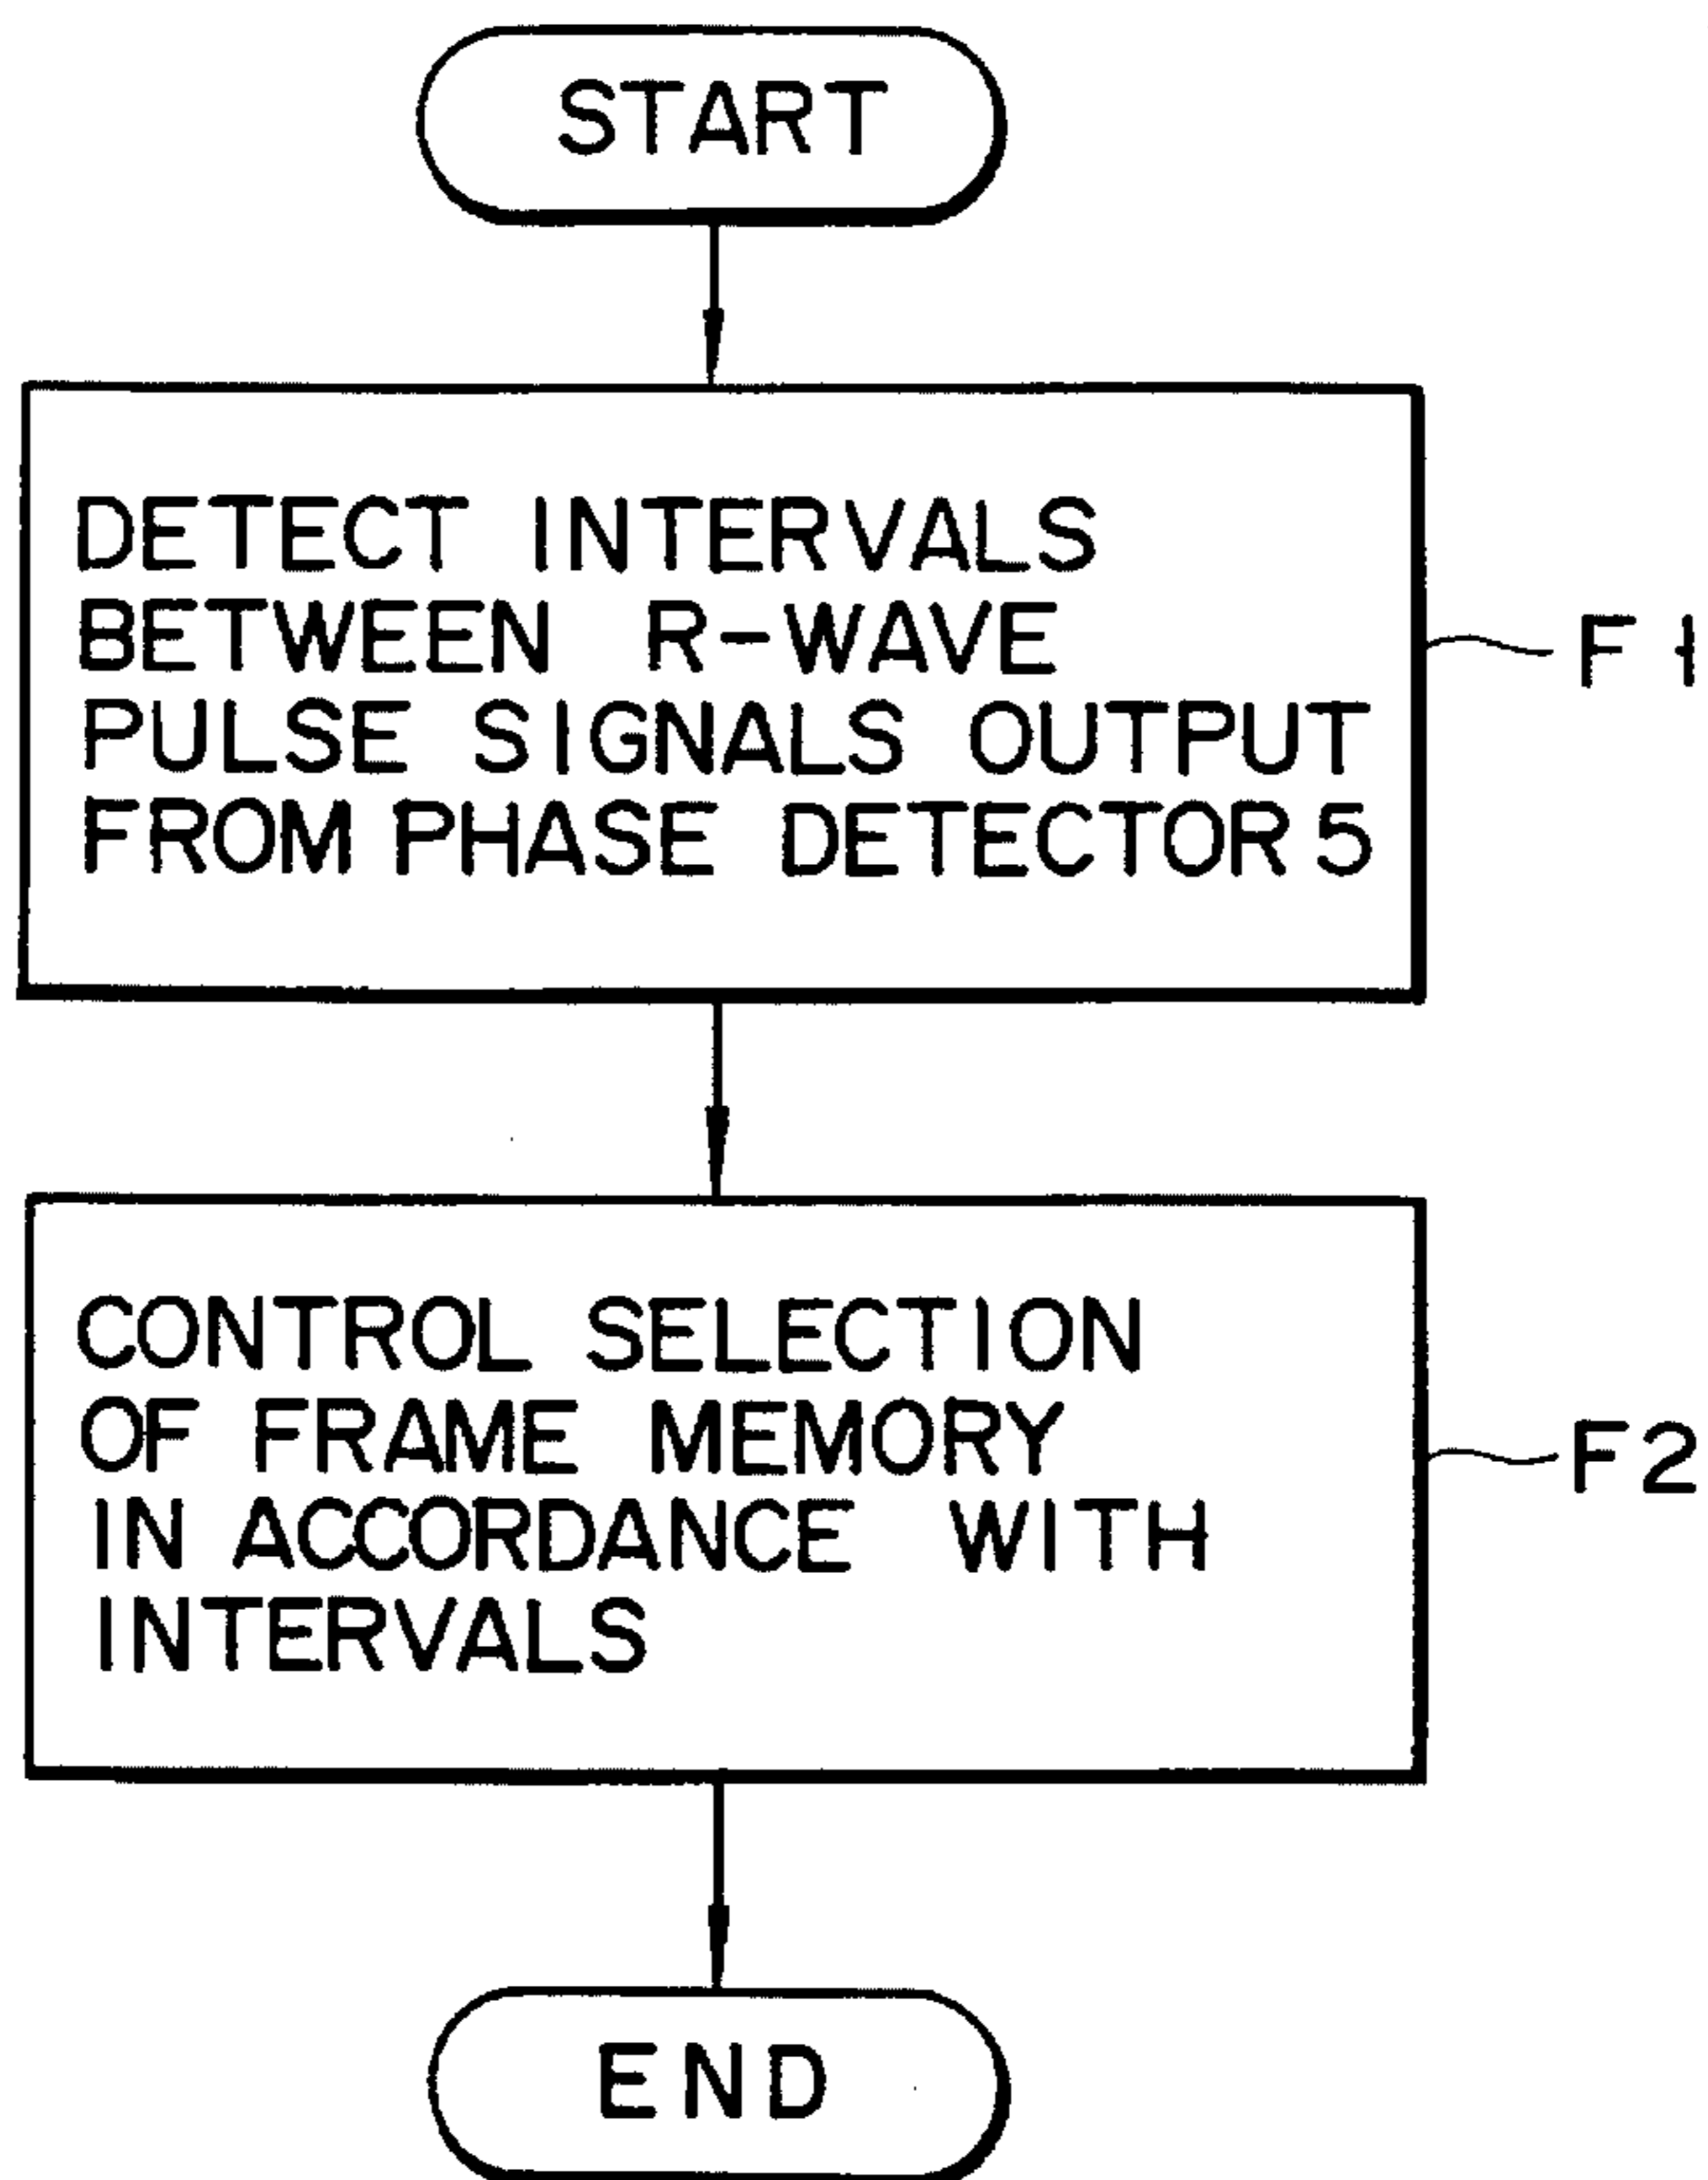 START
DETECT INTERVALS
BETWEEN R-WAVE
PULSE SIGNALS OUTPUT
FROM PHASE DETECTOR 5
F1
CONTROL SELECTION
OF FRAME MEMORY
IN ACCORDANCE WITH
INTERVALS
F2
END